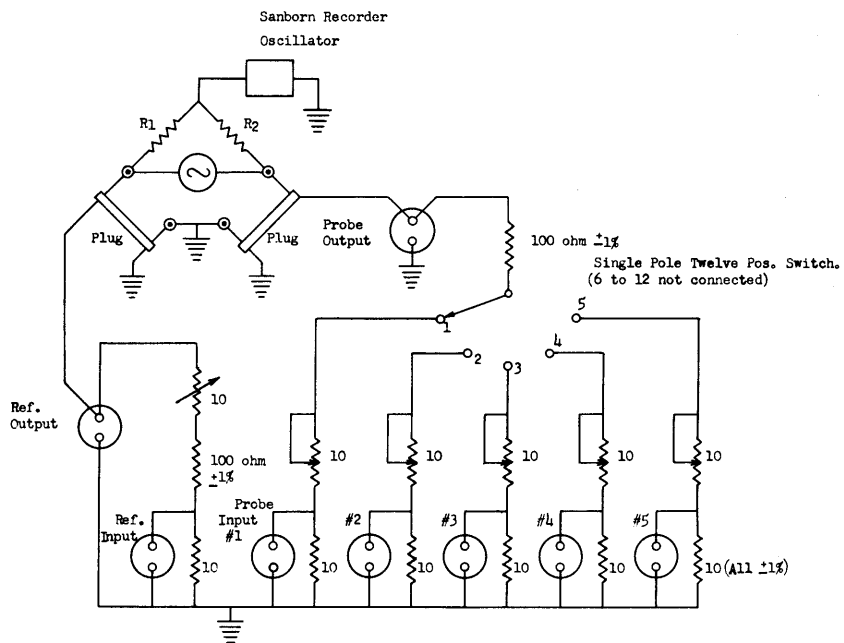 Sanborn Recorder
Oscillator
R1
R2
Plug
Plug
Probe
Output
100 ohm ±1%
Single Pole Twelve Pos. Switch.
(6 to 12 not connected)
1
2
3
4
5
Ref.
Output
10
100 ohm
±1%
10
10
10
10
10
Ref.
Input
Probe
Input
#1
#2
#3
#4
#5
10
10
10
10
10
10 (All ±1%)